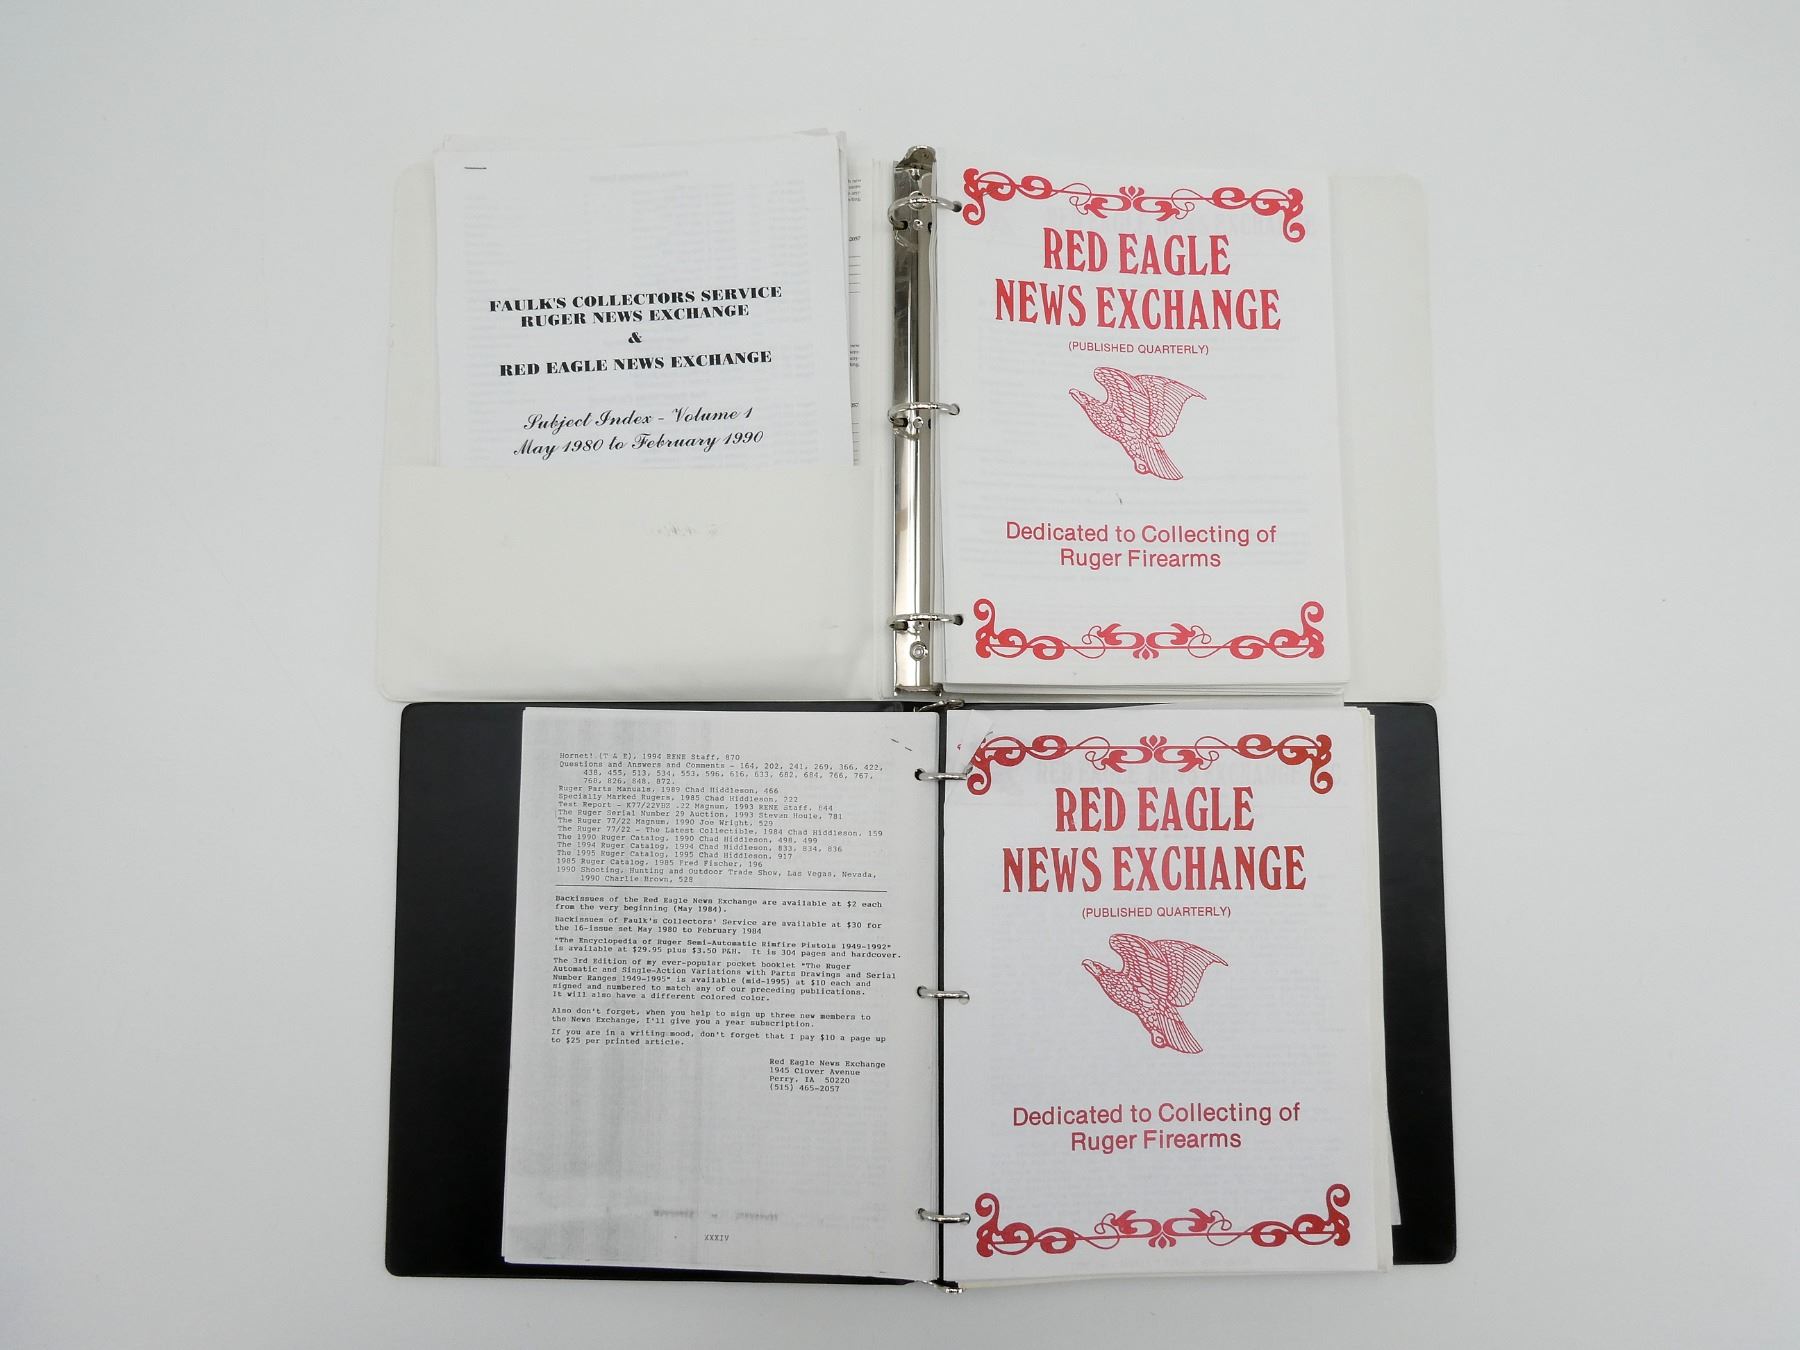 FAULK'S COLLECTORS SERVICE
RUGER NEWS EXCHANGE
&
RED EAGLE NEWS EXCHANGE
Subject Index - Volume 1
May 1980 to February 1990
RED EAGLE
NEWS EXCHANGE
(PUBLISHED QUARTERLY)
Dedicated to Collecting of
Ruger Firearms
Hornet! (T & E), 1994 RENE Staff, 870
Questions and Answers and Comments - 164, 202, 241, 269, 366, 422,
438, 455, 513, 534, 553, 596, 616, 633, 682, 684, 766, 767,
768, 826, 848, 872.
Ruger Parts Manuals, 1989 Chad Hiddleson, 466
Specially Marked Rugers, 1985 Chad Hiddleson, 222
Test Report - K77/22VBZ .22 Magnum, 1993 RENE Staff, 844
The Ruger Serial Number 29 Auction, 1993 Steven Houle, 781
The Ruger 77/22 Magnum, 1990 Joe Wright, 529
The Ruger 77/22 - The Latest Collectible, 1984 Chad Hiddleson, 159
The 1990 Ruger Catalog, 1990 Chad Hiddleson, 498, 499
The 1994 Ruger Catalog, 1994 Chad Hiddleson, 833, 834, 836
The 1995 Ruger Catalog, 1995 Chad Hiddleson, 917
1985 Ruger Catalog, 1985 Fred Fischer, 196
1990 Shooting, Hunting and Outdoor Trade Show, Las Vegas, Nevada,
1990 Charlie Brown, 528
Backissues of the Red Eagle News Exchange are available at $2 each
from the very beginning (May 1984).
Backissues of Faulk's Collectors' Service are available at $30 for
the 16-issue set May 1980 to February 1984
"The Encyclopedia of Ruger Semi-Automatic Rimfire Pistols 1949-1992"
is available at $29.95 plus $3.50 P&H. It is 304 pages and hardcover.
The 3rd Edition of my ever-popular pocket booklet "The Ruger
Automatic and Single-Action Variations with Parts Drawings and Serial
Number Ranges 1949-1995" is available (mid-1995) at $10 each and
signed and numbered to match any of our preceding publications.
It will also have a different colored color.
Also don't forget, when you help to sign up three new members to
the News Exchange, I'll give you a year subscription.
If you are in a writing mood, don't forget that I pay $10 a page up
to $25 per printed article.
Red Eagle News Exchange
1945 Clover Avenue
Perry, IA 50220
(515) 465-2057
XXXIV
RED EAGLE
NEWS EXCHANGE
(PUBLISHED QUARTERLY)
Dedicated to Collecting of
Ruger Firearms